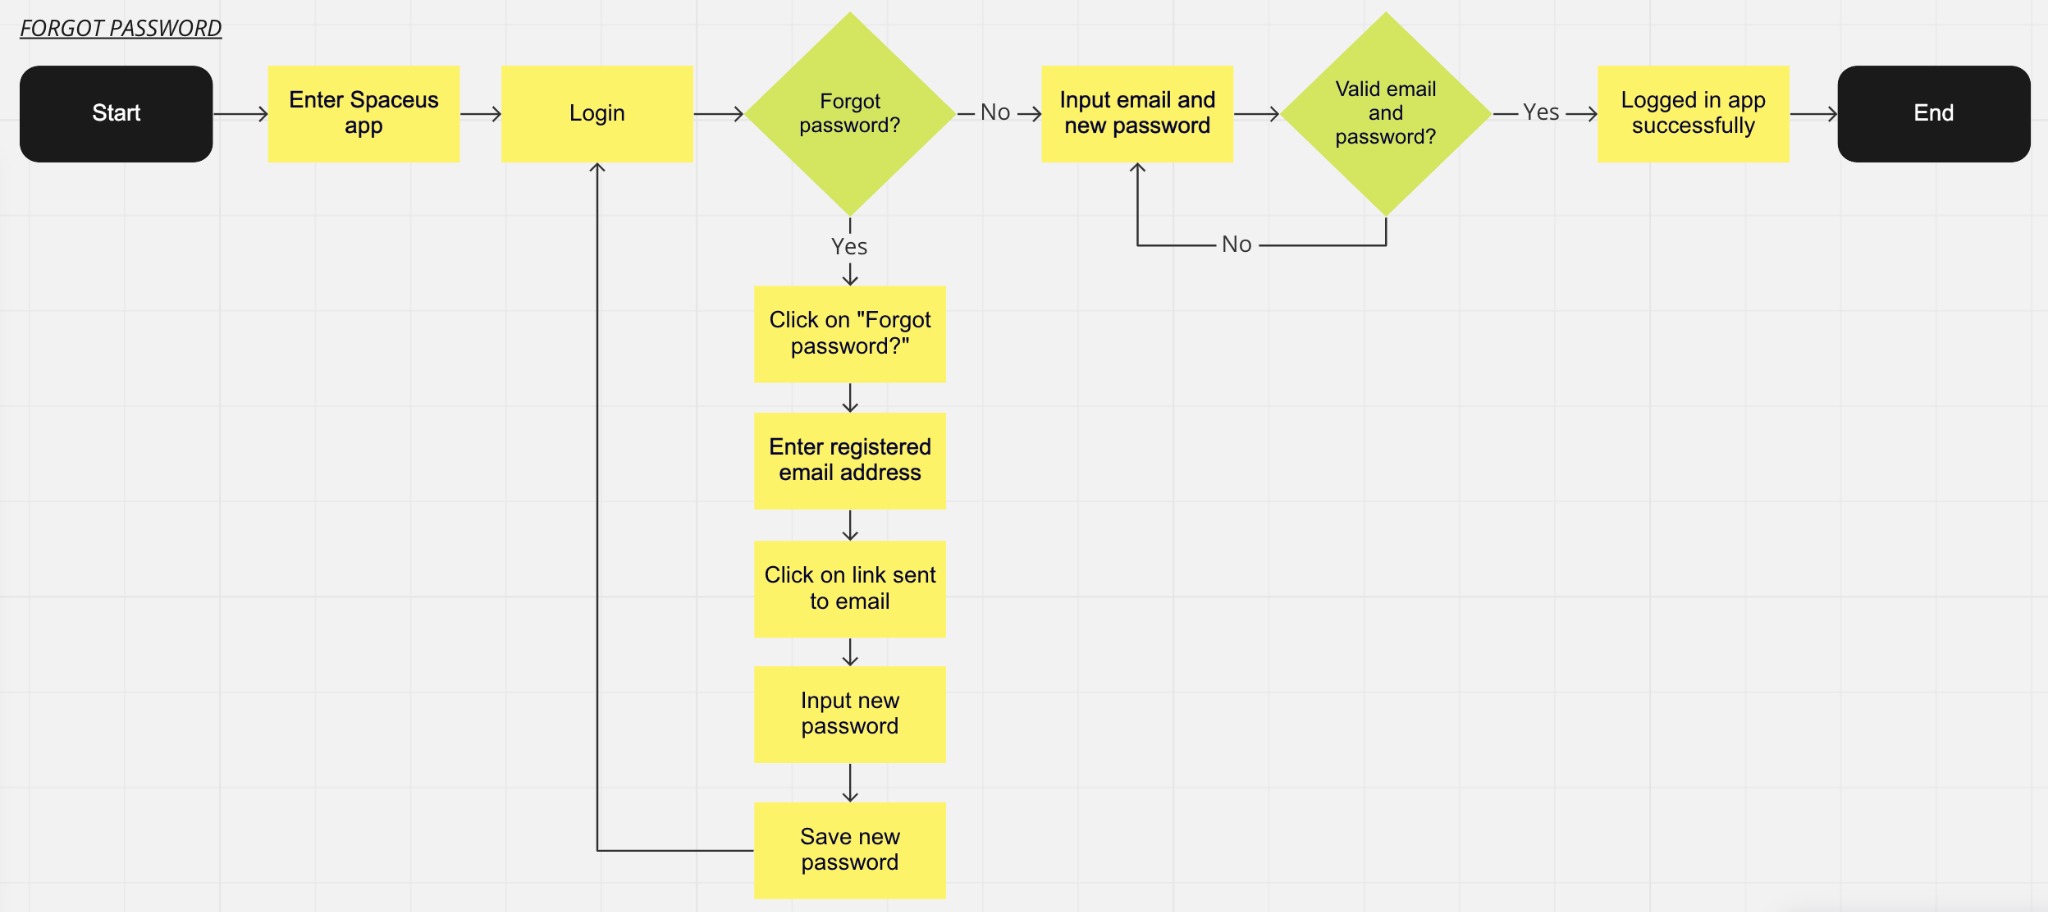 FORGOT PASSWORD
Start
Enter Spaceus
app
Login
Forgot
password?
No
Input email and
new password
Valid email
and
password?
Yes
Logged in app
successfully
End
No
Yes
Click on "Forgot
password?"
Enter registered
email address
Click on link sent
to email
Input new
password
Save new
password